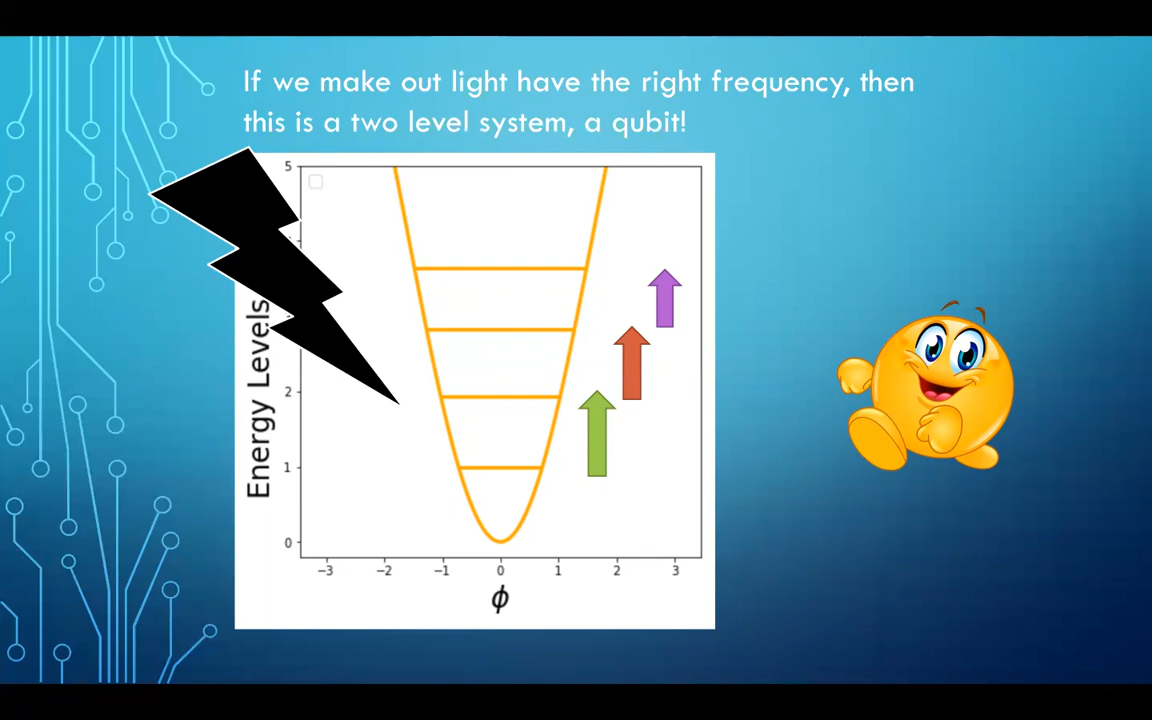 If we make out light have the right frequency, then
this is a two level system, a qubit!
5
2
1
0
Energy Levels
−3 −2 −1 0 1 2 3
ϕ